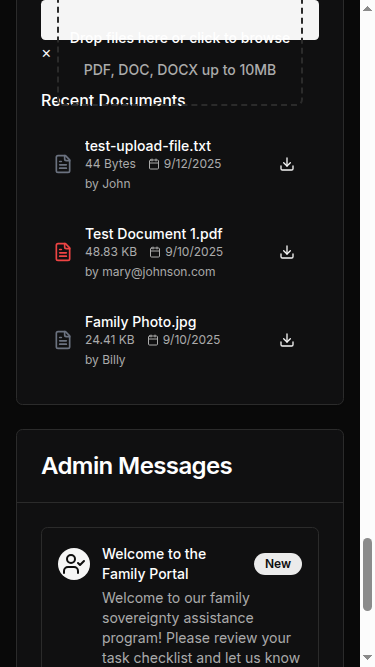 Drop files here or click to browse
×
PDF, DOC, DOCX up to 10MB
Recent Documents
test-upload-file.txt
44 Bytes 9/12/2025
by John
Test Document 1.pdf
48.83 KB 9/10/2025
by mary@johnson.com
Family Photo.jpg
24.41 KB 9/10/2025
by Billy
Admin Messages
Welcome to the
Family Portal
New
Welcome to our family
sovereignty assistance
program! Please review your
task checklist and let us know